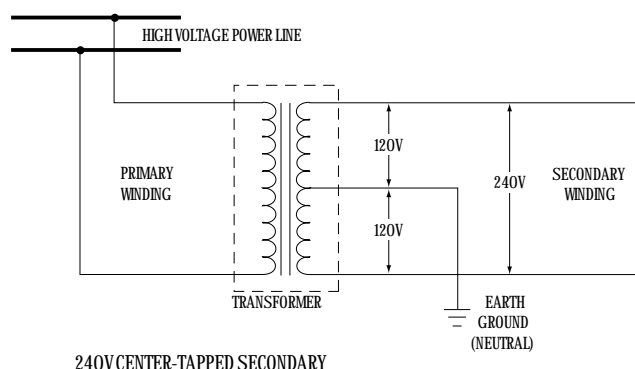 HIGH VOLTAGE POWER LINE
PRIMARY
WINDING
120V
120V
240V
SECONDARY
WINDING
TRANSFORMER
EARTH
GROUND
(NEUTRAL)
240V CENTER-TAPPED SECONDARY